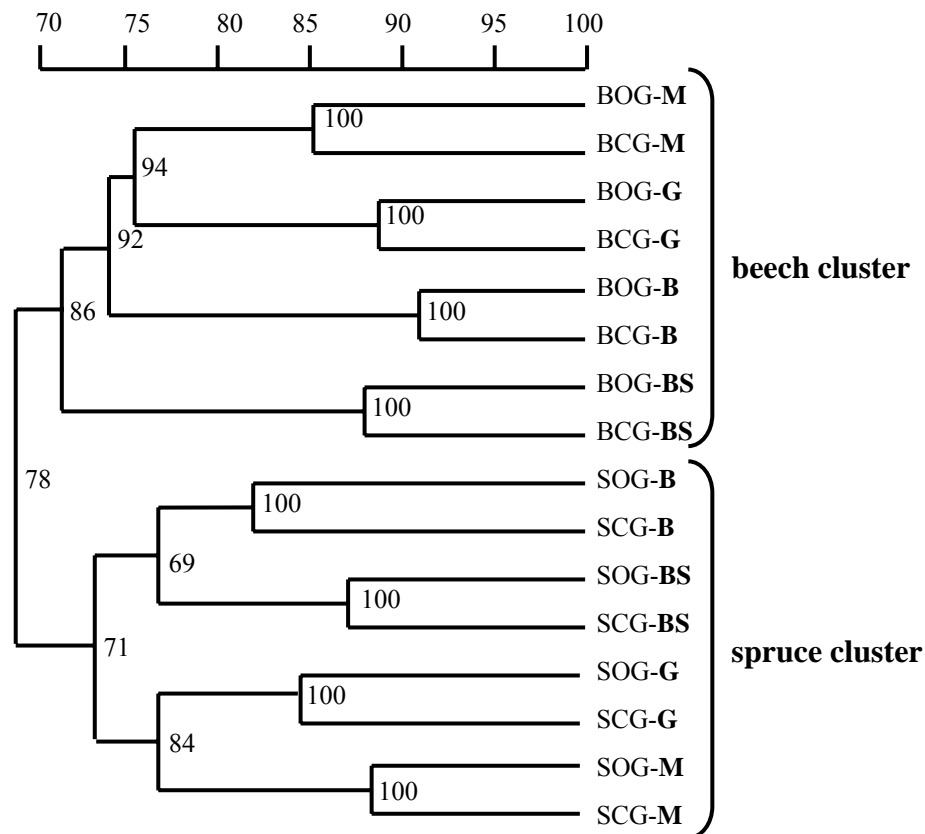 70 75 80 85 90 95 100
BOG-M
100
BCG-M
94
BOG-G
100
BCG-G
92
beech cluster
BOG-B
86
100
BCG-B
BOG-BS
100
BCG-BS
78
SOG-B
100
SCG-B
69
SOG-BS
100
SCG-BS
71
spruce cluster
SOG-G
100
SCG-G
84
SOG-M
100
SCG-M